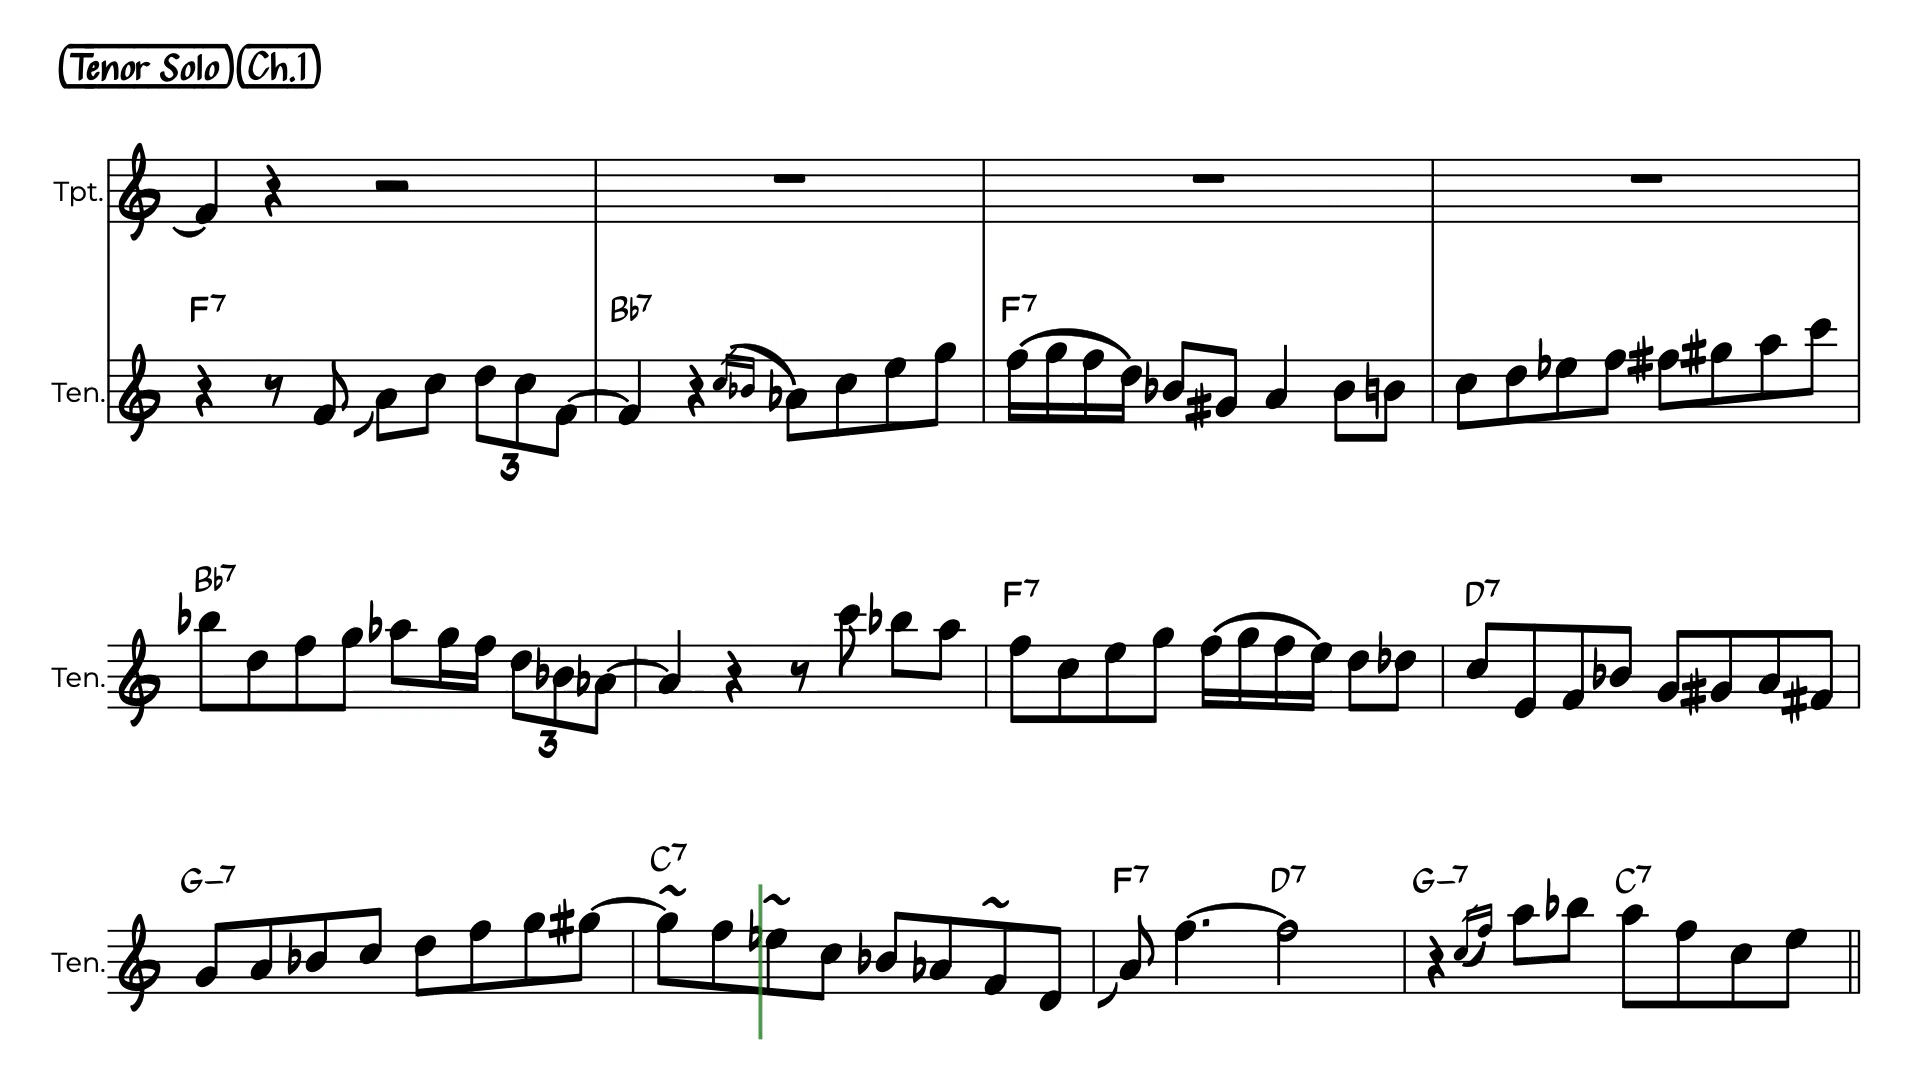 Tenor Solo Ch.1
Tpt.
F7 Bb7 F7
Ten.
3
Bb7 F7 D7
Ten.
3
G–7 C7 F7 D7 G–7 C7
Ten.